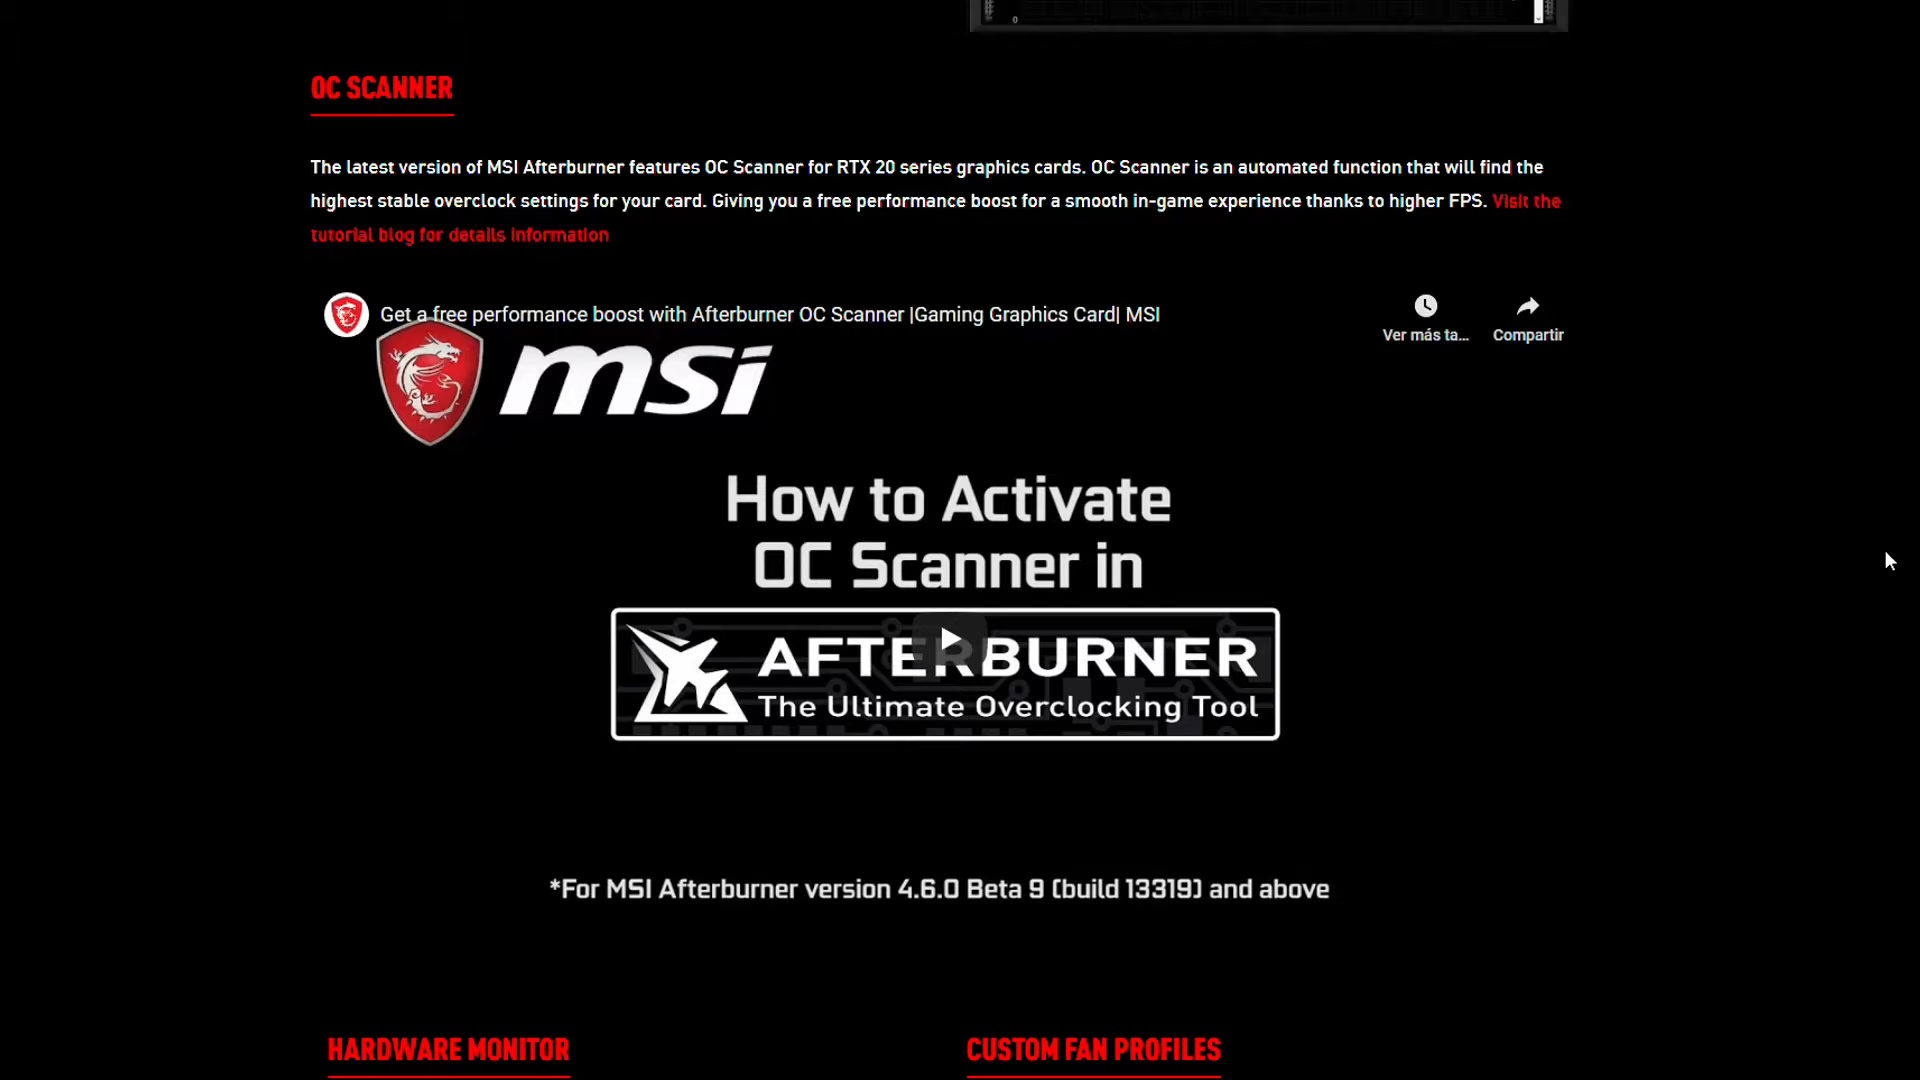 0
OC SCANNER
The latest version of MSI Afterburner features OC Scanner for RTX 20 series graphics cards. OC Scanner is an automated function that will find the
highest stable overclock settings for your card. Giving you a free performance boost for a smooth in-game experience thanks to higher FPS. Visit the
tutorial blog for details information
Get a free performance boost with Afterburner OC Scanner |Gaming Graphics Card| MSI
Ver más ta...
Compartir
msi
How to Activate
OC Scanner in
AFTERBURNER
The Ultimate Overclocking Tool
*For MSI Afterburner version 4.6.0 Beta 9 (build 13319) and above
HARDWARE MONITOR
CUSTOM FAN PROFILES